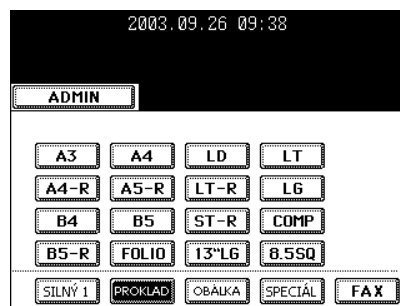 2003.09.26 09:38
ADMIN
A3 A4 LD LT
A4-R A5-R LT-R LG
B4 B5 ST-R COMP
B5-R FOLIO 13"LG 8.5SQ
SILNÝ 1 PROKLAD OBÁLKA SPECIÁL FAX